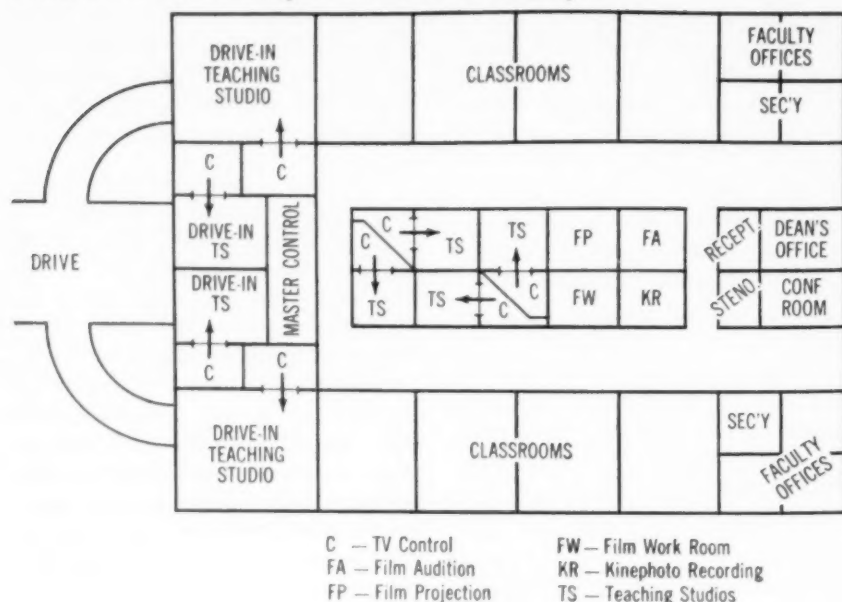 DRIVE-IN
TEACHING
STUDIO
CLASSROOMS
FACULTY
OFFICES
SEC'Y
C
C
DRIVE-IN
TS
MASTER CONTROL
DRIVE
DRIVE-IN
TS
C
C
C
TS
TS
FP
FA
C
TS
TS
C
C
FW
KR
RECEPT.
DEAN'S
OFFICE
STENO.
CONF
ROOM
DRIVE-IN
TEACHING
STUDIO
CLASSROOMS
SEC'Y
FACULTY
OFFICES
C — TV Control
FA — Film Audition
FP — Film Projection
FW — Film Work Room
KR — Kinephoto Recording
TS — Teaching Studios